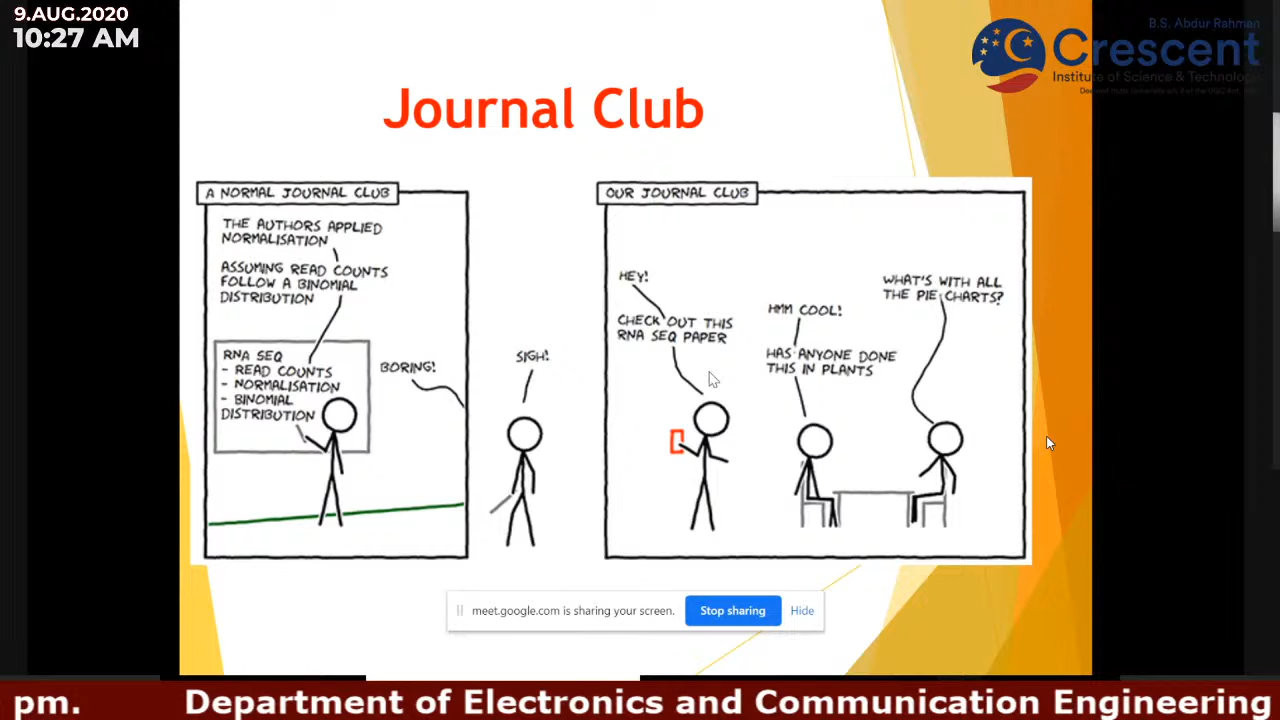 9.AUG.2020
10:27 AM
B.S. Abdur Rahman
Crescent
Institute of Science & Technology
Journal Club
A NORMAL JOURNAL CLUB
THE AUTHORS APPLIED
NORMALISATION
ASSUMING READ COUNTS
FOLLOW A BINOMIAL
DISTRIBUTION
RNA SEQ
- READ COUNTS
- NORMALISATION
- BINOMIAL
DISTRIBUTION
BORING!
SIGH!
OUR JOURNAL CLUB
HEY!
CHECK OUT THIS
RNA SEQ PAPER
HMM COOL!
HAS ANYONE DONE
THIS IN PLANTS
WHAT'S WITH ALL
THE PIE CHARTS?
meet.google.com is sharing your screen.
Stop sharing
Hide
pm. Department of Electronics and Communication Engineering